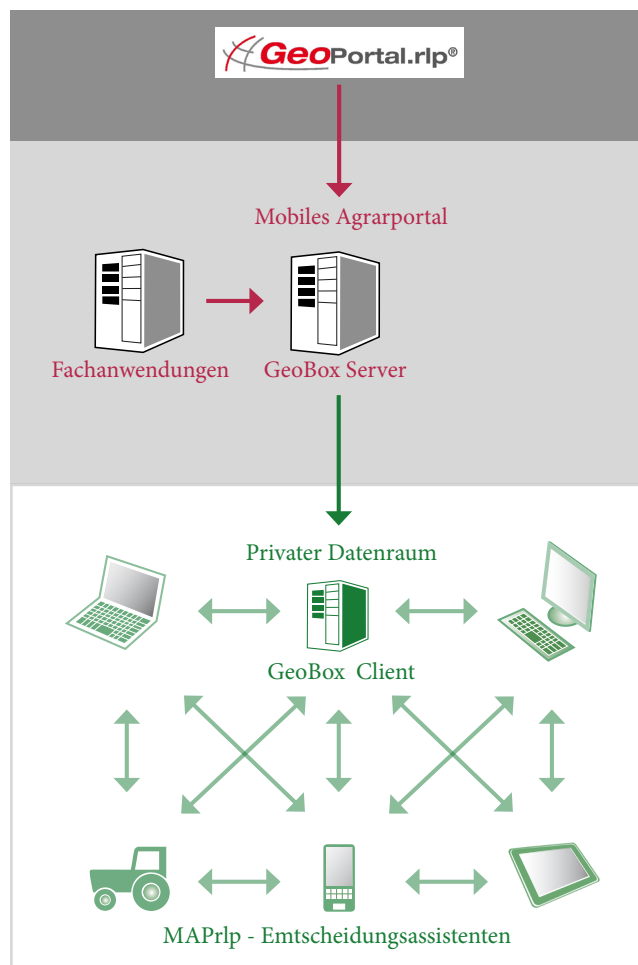 GeoPortal.rlp®
Mobiles Agrarportal
Fachanwendungen
GeoBox Server
Privater Datenraum
GeoBox Client
MAPrlp - Emtscheidungsassistenten